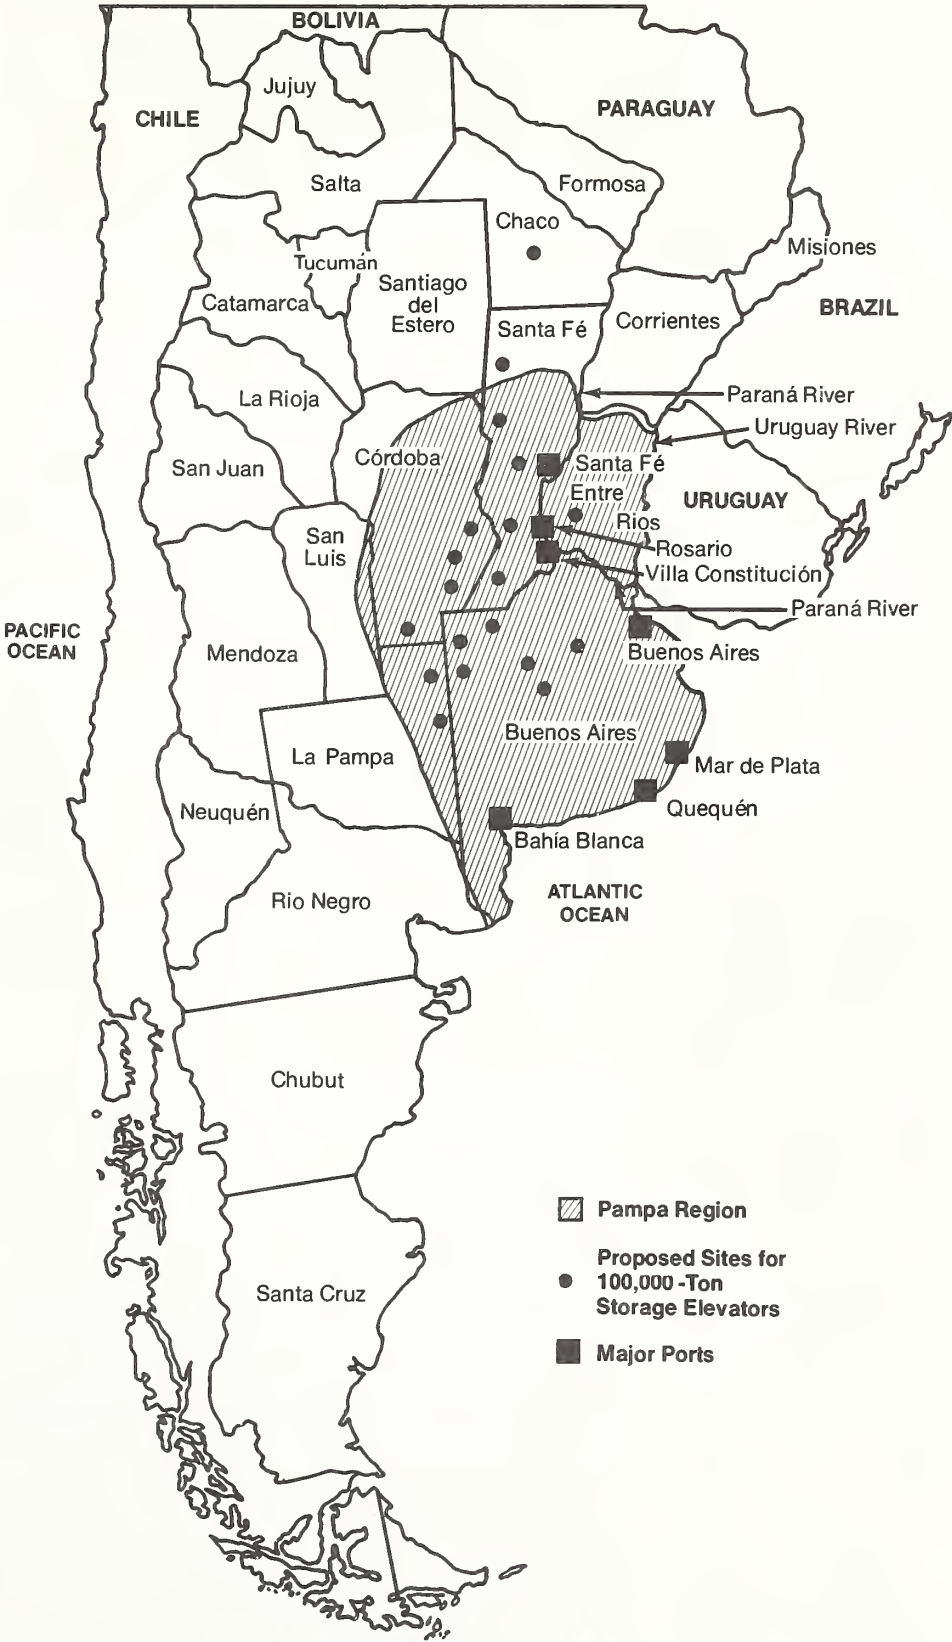 BOLIVIA
Jujuy
CHILE
PARAGUAY
Salta
Formosa
Chaco
Misiones
Tucumán
Santiago
del
Estero
Catamarca
BRAZIL
Santa Fé
Corrientes
La Rioja
Paraná River
Uruguay River
Córdoba
San Juan
Santa Fé
Entre
Rios
URUGUAY
San
Luis
Rosario
Villa Constitución
Paraná River
PACIFIC
OCEAN
Mendoza
Buenos Aires
Buenos Aires
La Pampa
Mar de Plata
Neuquén
Quequén
Bahía Blanca
Rio Negro
ATLANTIC
OCEAN
Chubut
Santa Cruz
Pampa Region
Proposed Sites for
100,000 -Ton
Storage Elevators
Major Ports